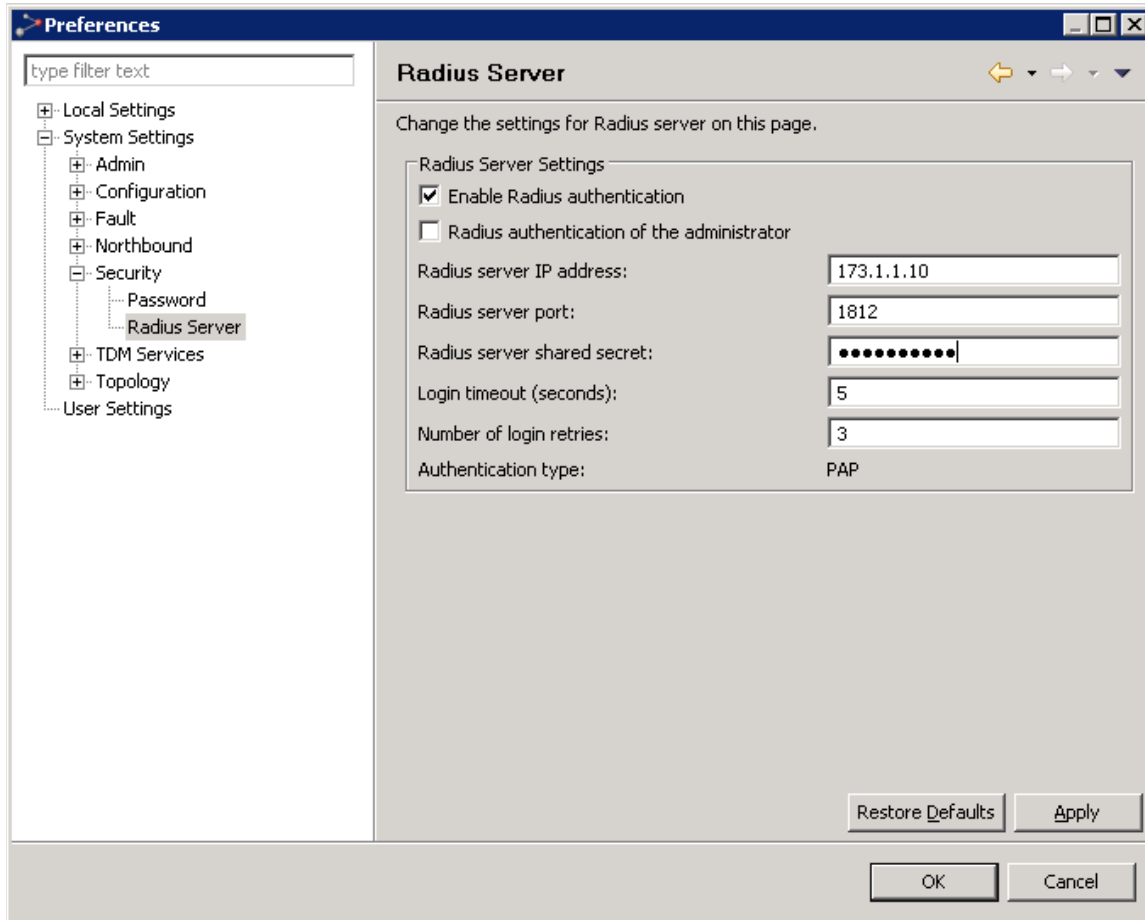 Preferences
type filter text
Local Settings
System Settings
Admin
Configuration
Fault
Northbound
Security
Password
Radius Server
TDM Services
Topology
User Settings
Radius Server
Change the settings for Radius server on this page.
Radius Server Settings
Enable Radius authentication
Radius authentication of the administrator
Radius server IP address: 173.1.1.10
Radius server port: 1812
Radius server shared secret: ●●●●●●●●●●
Login timeout (seconds): 5
Number of login retries: 3
Authentication type: PAP
Restore Defaults Apply
OK Cancel